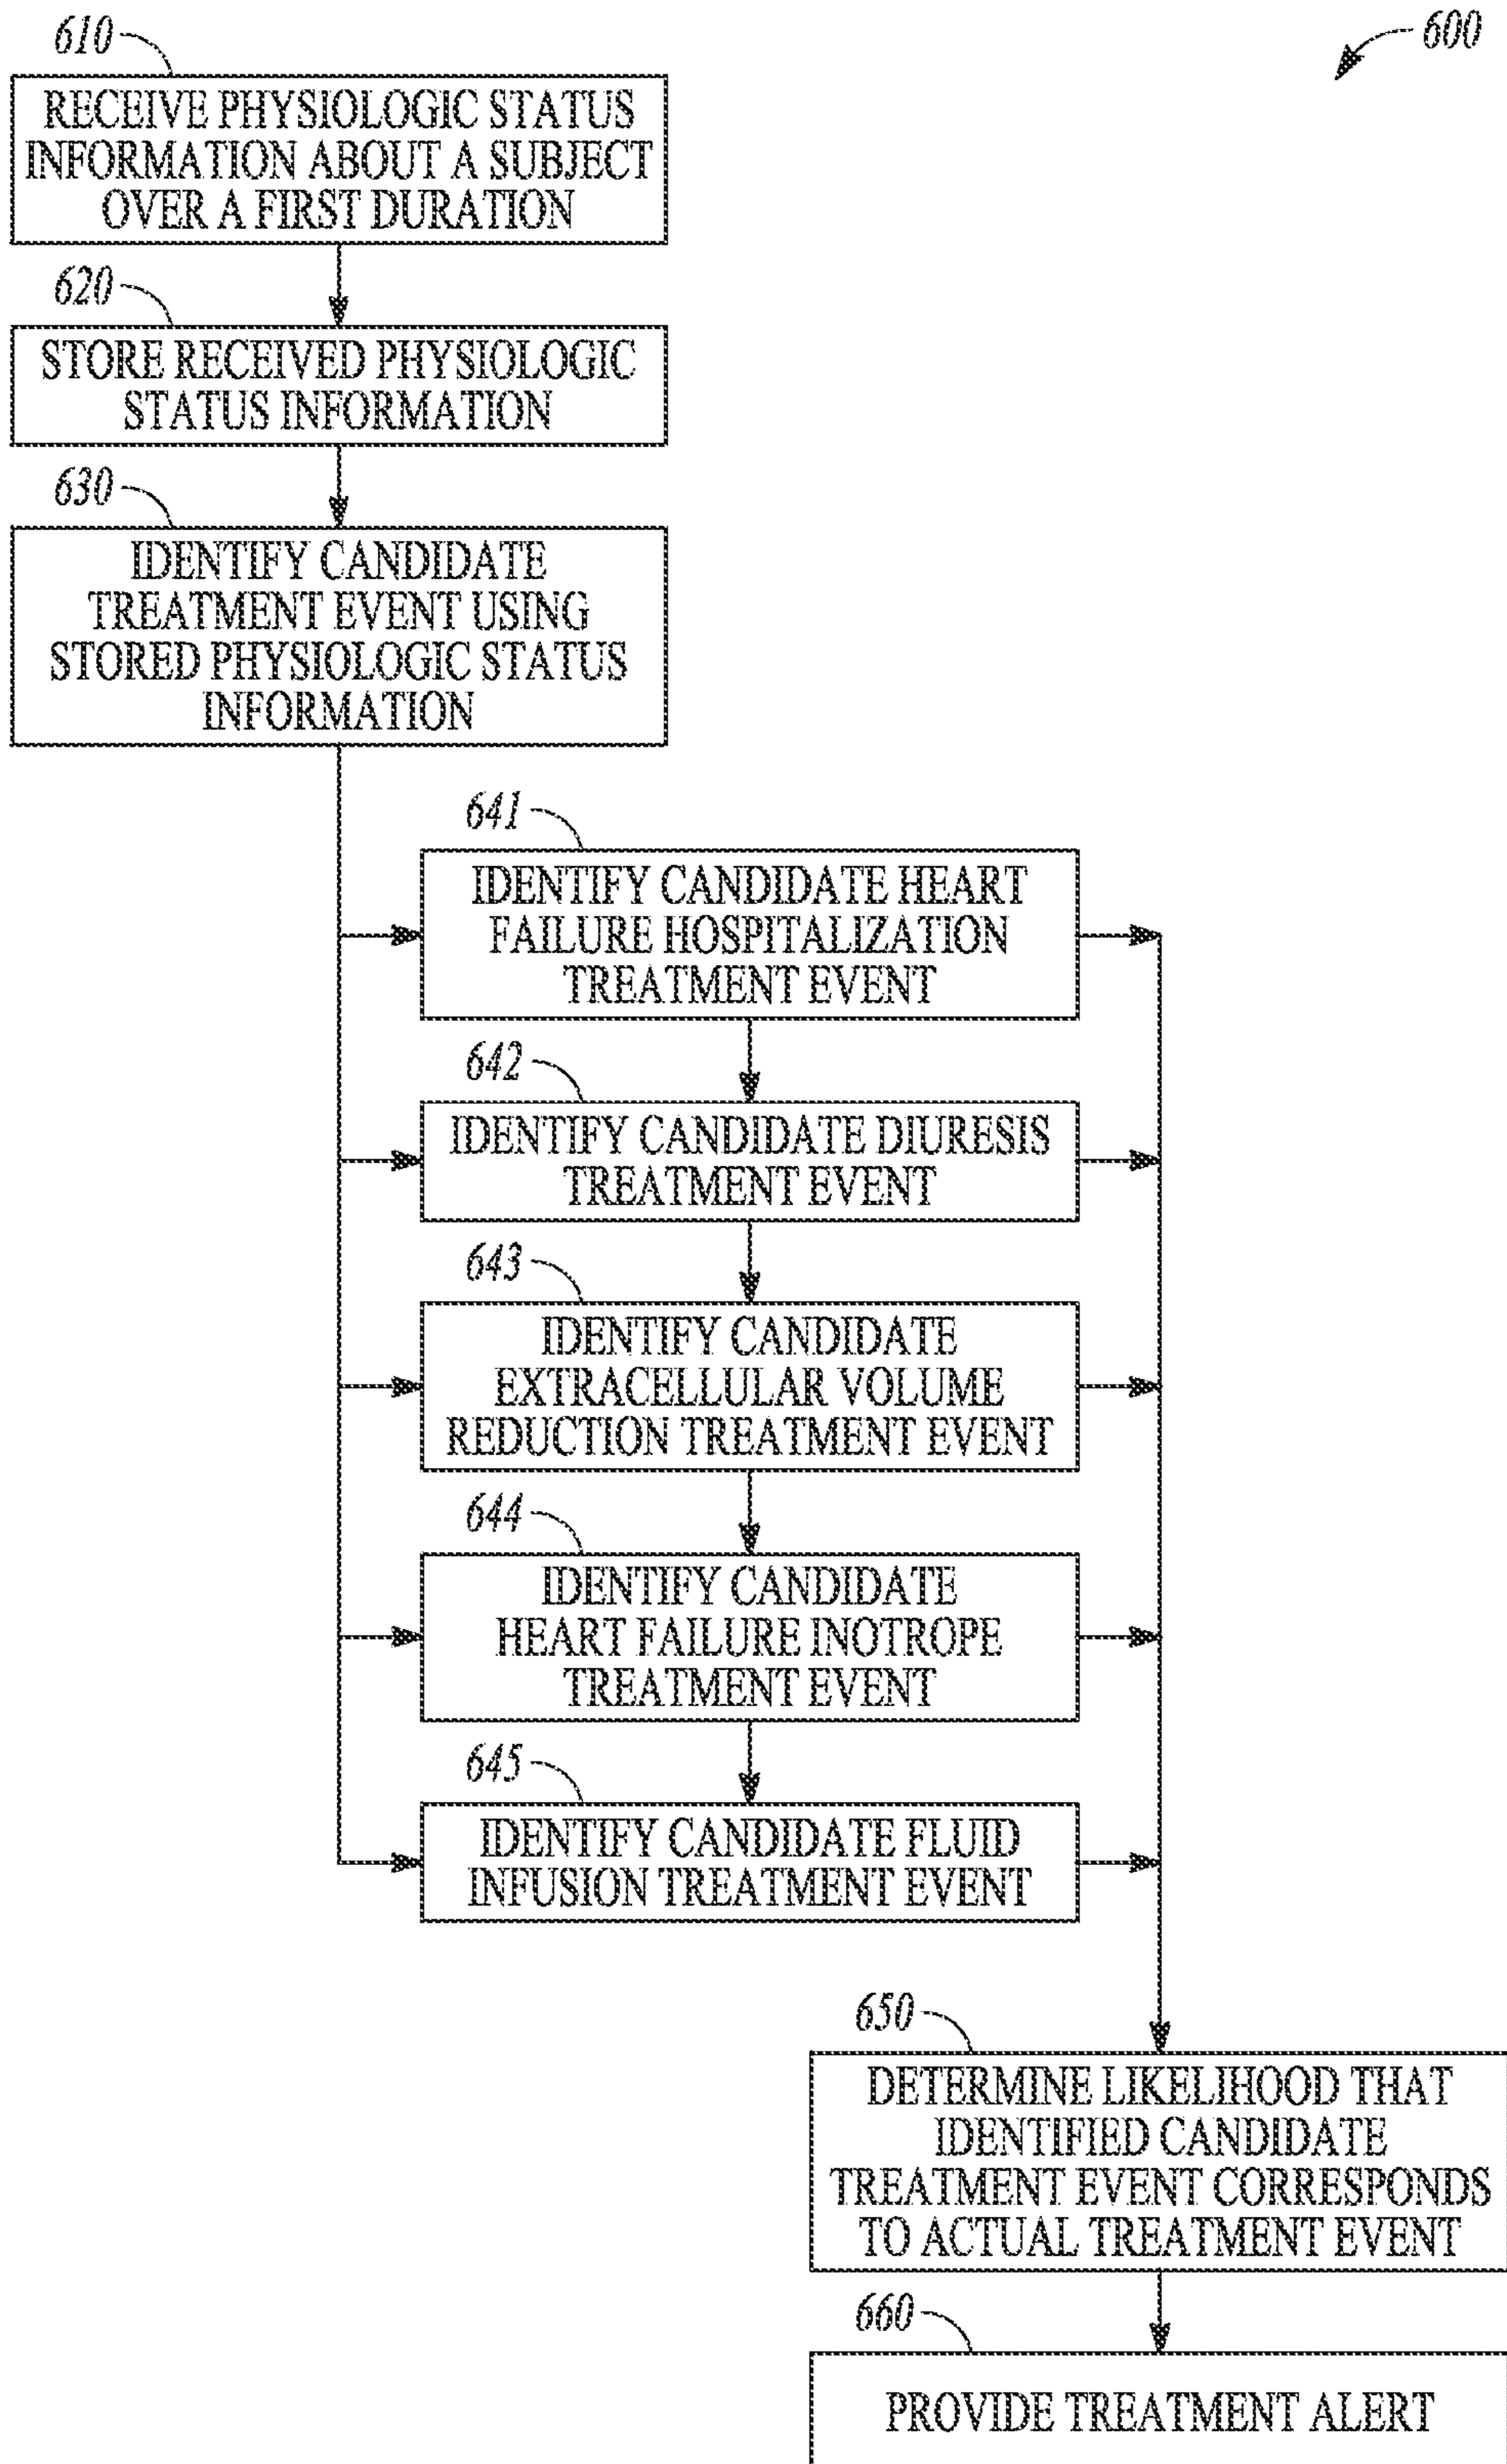 600
610
RECEIVE PHYSIOLOGIC STATUS
INFORMATION ABOUT A SUBJECT
OVER A FIRST DURATION
620
STORE RECEIVED PHYSIOLOGIC
STATUS INFORMATION
630
IDENTIFY CANDIDATE
TREATMENT EVENT USING
STORED PHYSIOLOGIC STATUS
INFORMATION
641
IDENTIFY CANDIDATE HEART
FAILURE HOSPITALIZATION
TREATMENT EVENT
642
IDENTIFY CANDIDATE DIURESIS
TREATMENT EVENT
643
IDENTIFY CANDIDATE
EXTRACELLULAR VOLUME
REDUCTION TREATMENT EVENT
644
IDENTIFY CANDIDATE
HEART FAILURE INOTROPE
TREATMENT EVENT
645
IDENTIFY CANDIDATE FLUID
INFUSION TREATMENT EVENT
650
DETERMINE LIKELIHOOD THAT
IDENTIFIED CANDIDATE
TREATMENT EVENT CORRESPONDS
TO ACTUAL TREATMENT EVENT
660
PROVIDE TREATMENT ALERT